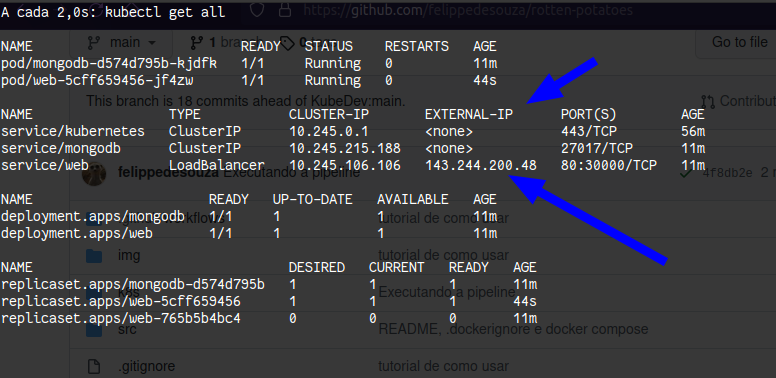 A cada 2,0s: kubectl get all
https://github.com/felippedesouza/rotten-potatoes
main
1 branch
0 tags
Go to file
NAME READY STATUS RESTARTS AGE
pod/mongodb-d574d795b-kjdfk 1/1 Running 0 11m
pod/web-5cff659456-jf4zw 1/1 Running 0 44s
This branch is 18 commits ahead of KubeDev:main.
Contribut
NAME TYPE CLUSTER-IP EXTERNAL-IP PORT(S) AGE
service/kubernetes ClusterIP 10.245.0.1 <none> 443/TCP 56m
service/mongodb ClusterIP 10.245.215.188 <none> 27017/TCP 11m
service/web LoadBalancer 10.245.106.106 143.244.200.48 80:30000/TCP 11m
felippedesouza Executando a pipeline
4f8db2e 2
NAME READY UP-TO-DATE AVAILABLE AGE
deployment.apps/mongodb 1/1 1 1 11m
tutorial de como usar
deployment.apps/web 1/1 1 1 11m
img tutorial de como usar
NAME DESIRED CURRENT READY AGE
replicaset.apps/mongodb-d574d795b 1 1 1 11m
k8s Executando a pipeline
replicaset.apps/web-5cff659456 1 1 1 44s
replicaset.apps/web-765b5b4bc4 0 0 0 11m
src README, .dockerignore e docker compose
.gitignore tutorial de como usar